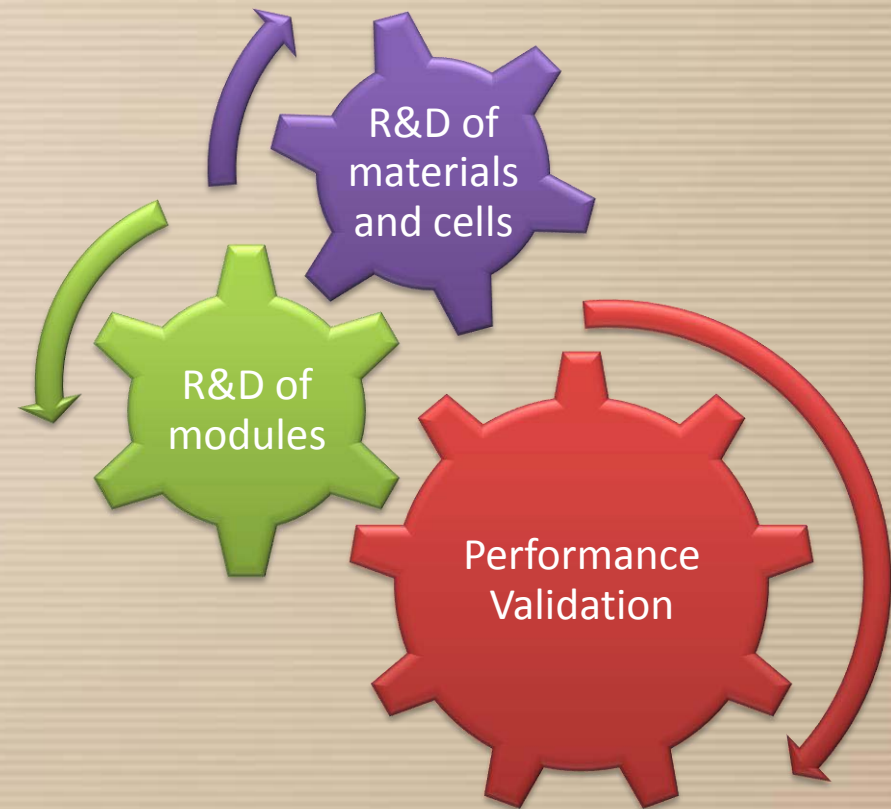 R&D of
materials
and cells
R&D of
modules
Performance
Validation